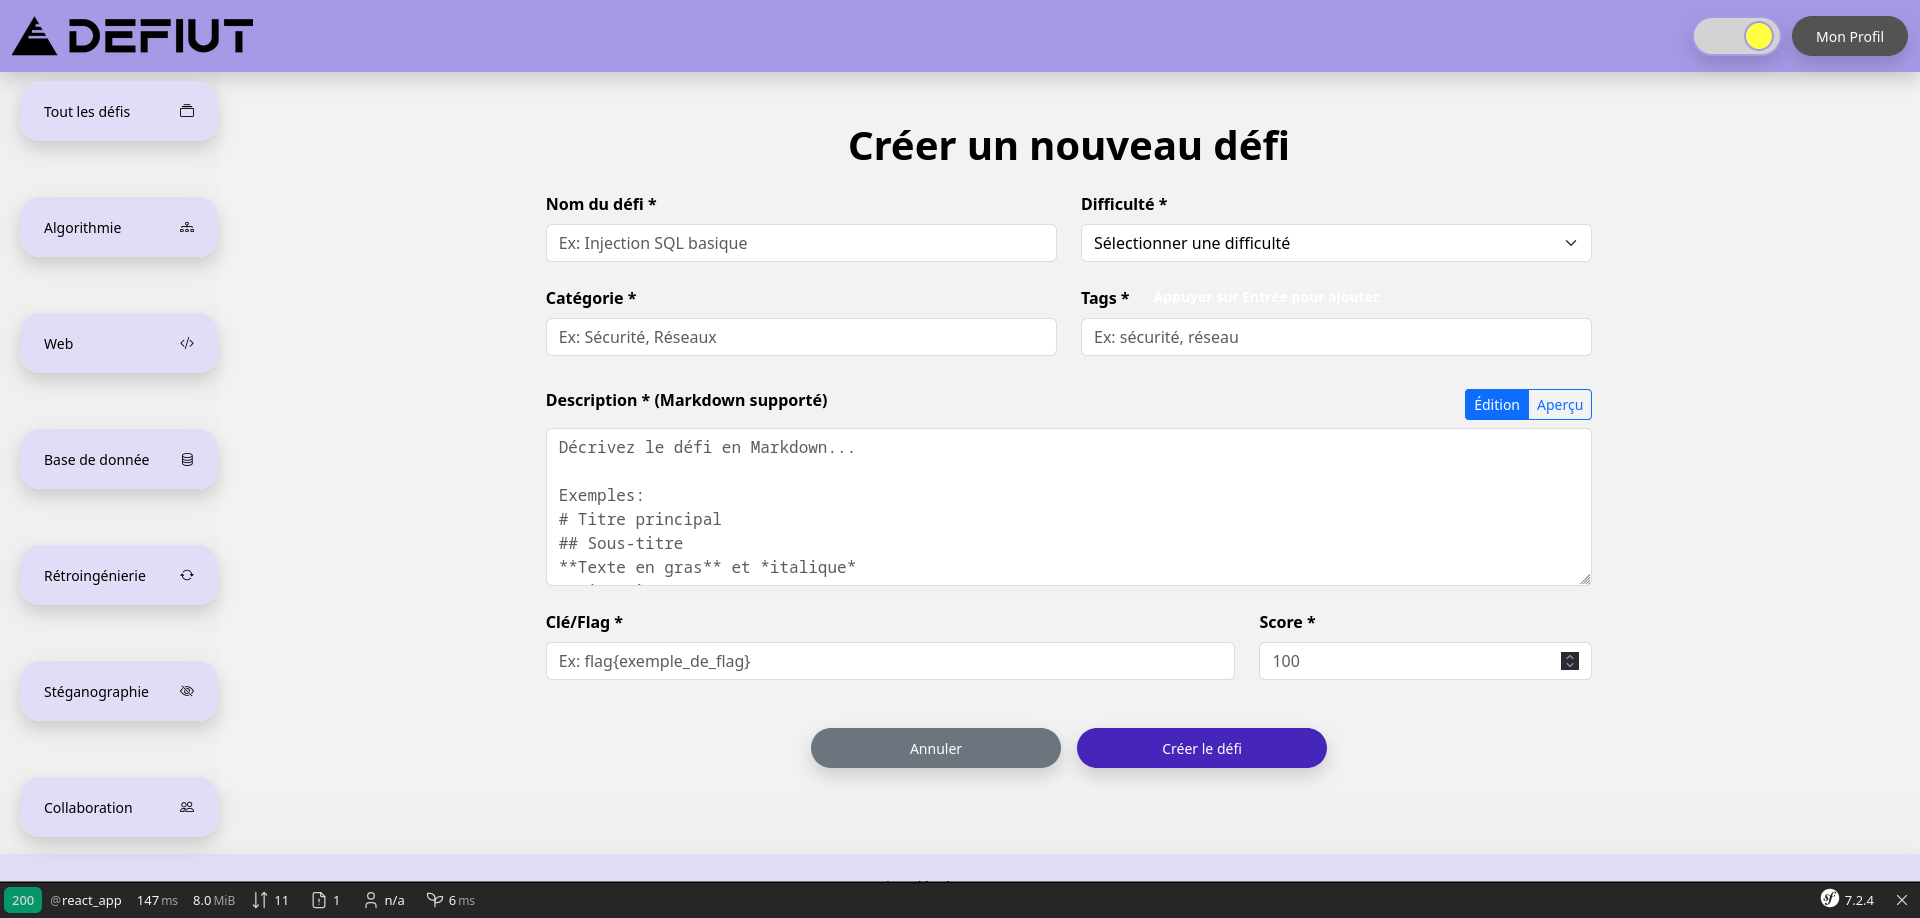 DEFIUT
Mon Profil
Tout les défis
Algorithmie
Web
Base de donnée
Rétroingénierie
Stéganographie
Collaboration
Créer un nouveau défi
Nom du défi *
Ex: Injection SQL basique
Difficulté *
Sélectionner une difficulté
Catégorie *
Ex: Sécurité, Réseaux
Tags * Appuyer sur Entrée pour ajouter.
Ex: sécurité, réseau
Description * (Markdown supporté)
Édition Aperçu
Décrivez le défi en Markdown...
Exemples:
# Titre principal
## Sous-titre
**Texte en gras** et *italique*
Clé/Flag *
Ex: flag{exemple_de_flag}
Score *
100
Annuler
Créer le défi
200 @react_app 147 ms 8.0 MiB 11 1 n/a 6 ms sf 7.2.4